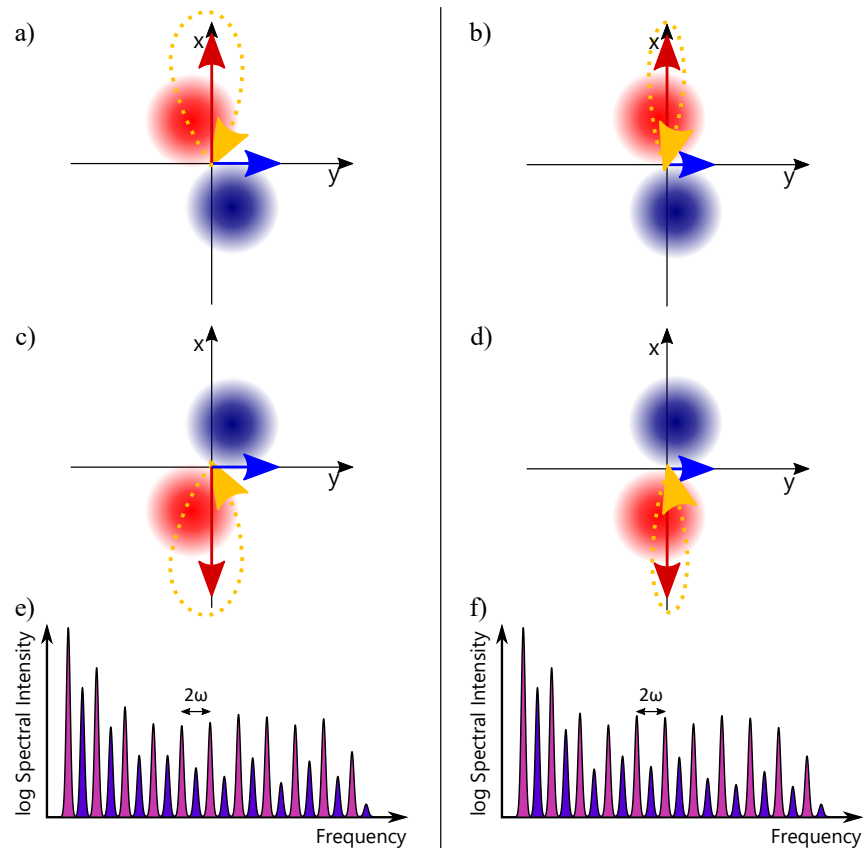 a)
x
y
b)
x
y
c)
x
y
d)
x
y
e)
log Spectral Intensity
2ω
Frequency
f)
log Spectral Intensity
2ω
Frequency